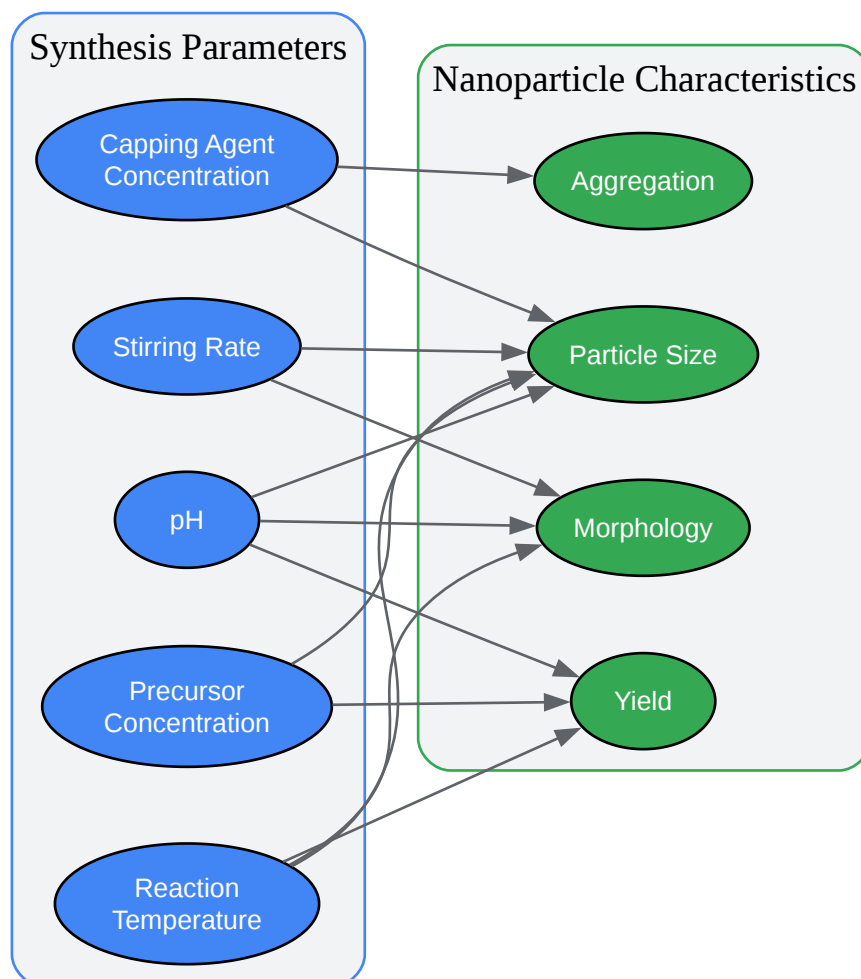 Synthesis Parameters
Nanoparticle Characteristics
Capping Agent
Concentration
Aggregation
Stirring Rate
Particle Size
pH
Morphology
Precursor
Concentration
Yield
Reaction
Temperature